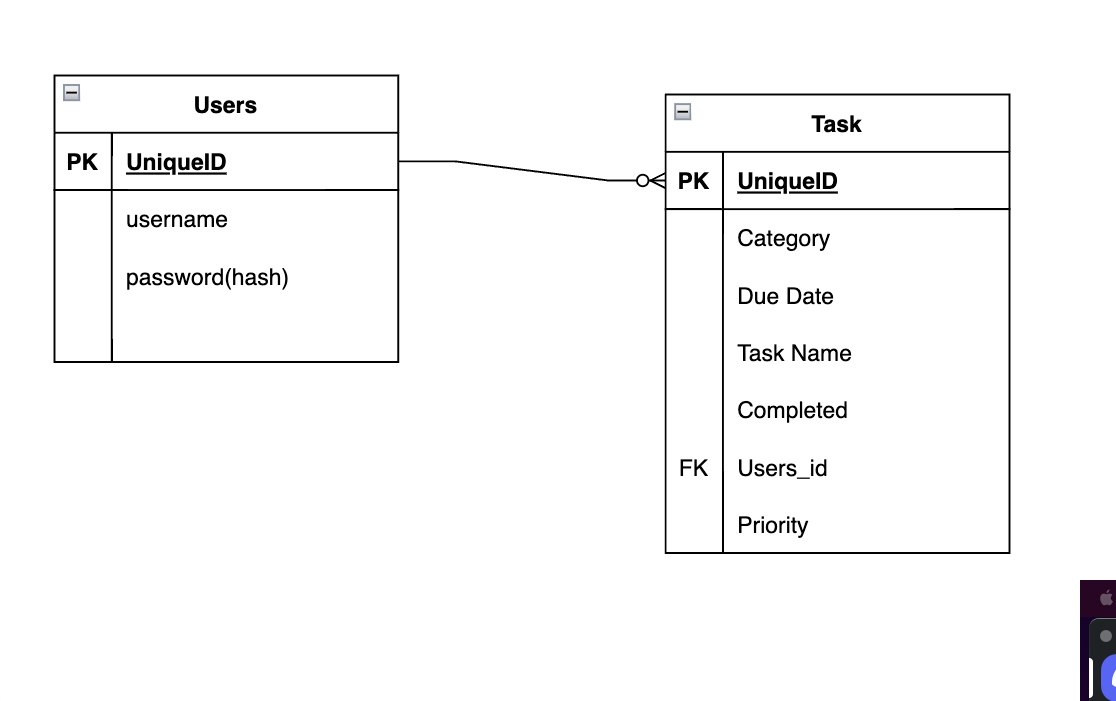 Users
PK UniqueID
username
password(hash)
Task
PK UniqueID
Category
Due Date
Task Name
Completed
FK Users_id
Priority